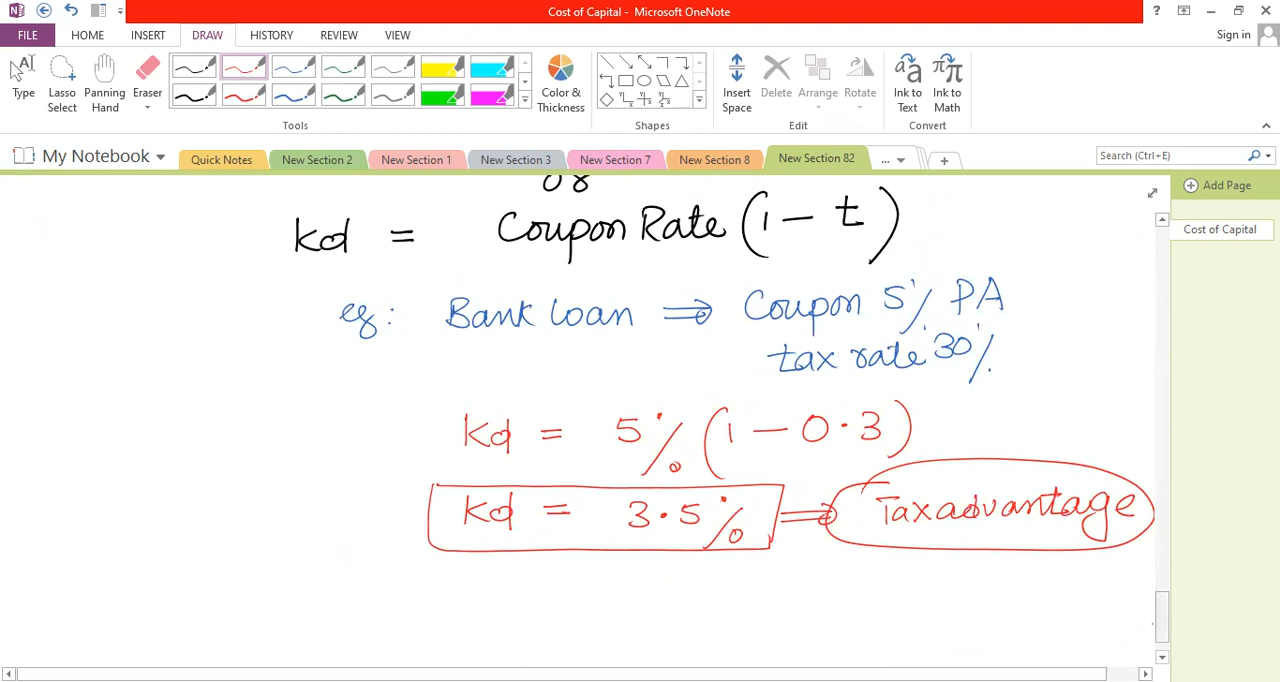 Cost of Capital - Microsoft OneNote
?
FILE HOME INSERT DRAW HISTORY REVIEW VIEW
Sign in
Type
Lasso Select
Panning Hand
Eraser
Color & Thickness
Insert Space
Delete
Arrange
Rotate
Ink to Text
Ink to Math
Tools
Shapes
Edit
Convert
My Notebook
Quick Notes New Section 2 New Section 1 New Section 3 New Section 7 New Section 8 New Section 82 ...
Search (Ctrl+E)
Add Page
Cost of Capital
or
Kd = Coupon Rate (1 - t)
eg: Bank loan ⇒ Coupon 5% PA
tax rate 30%.
Kd = 5% (1 - 0.3)
Kd = 3.5% ⇒ Tax advantage